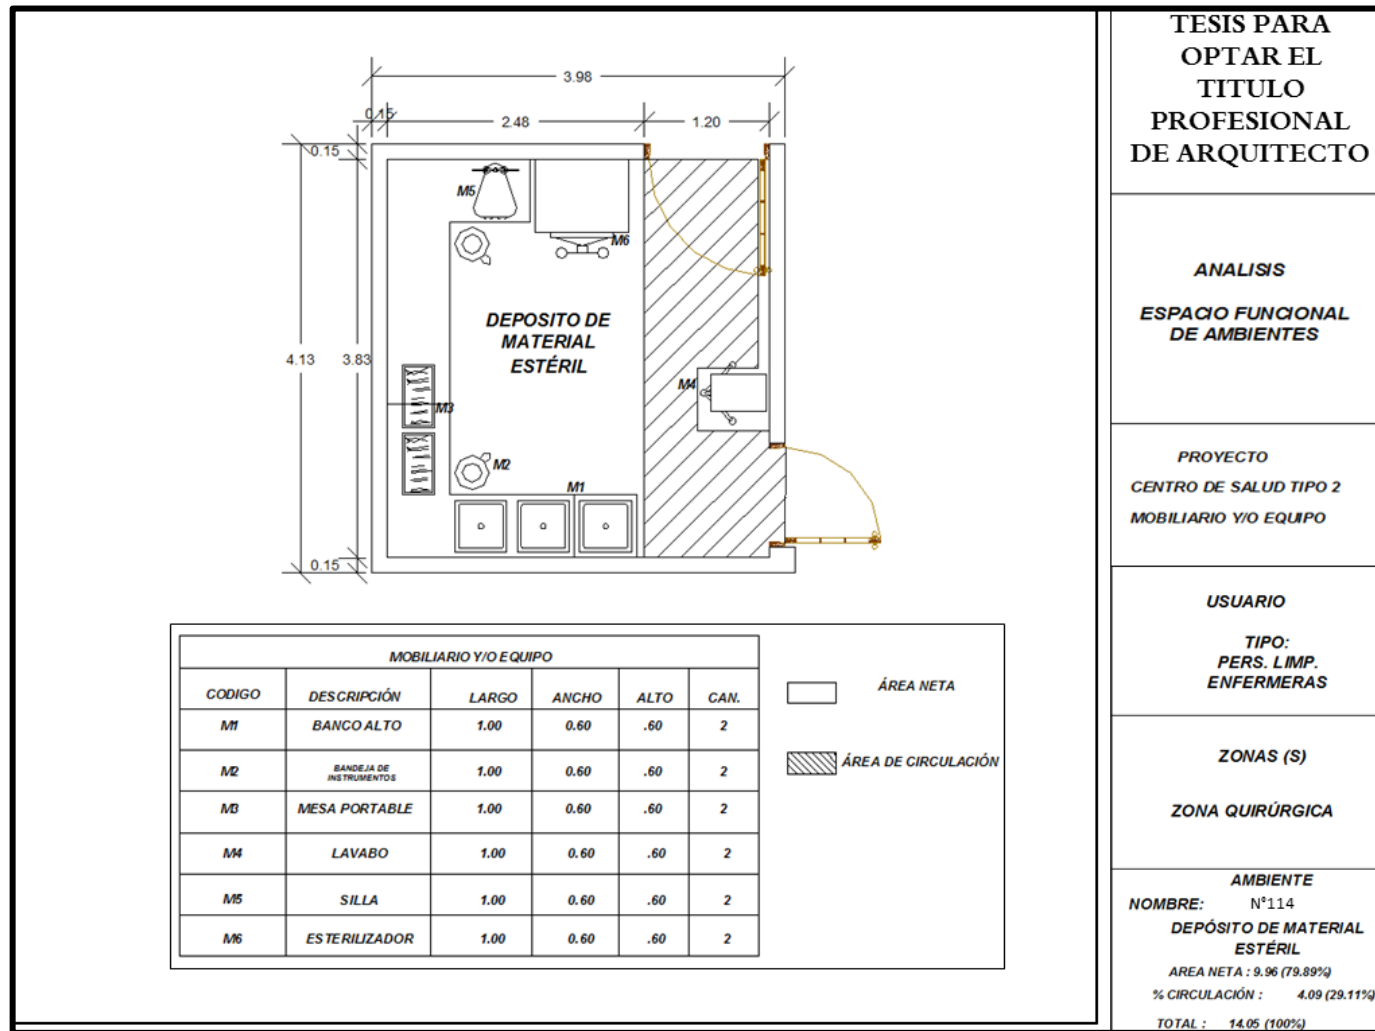 3.98
0.15
2.48
1.20
0.15
4.13
3.83
0.15
M5
M6
DEPOSITO DE
MATERIAL
ESTÉRIL
M4
M3
M2
M1
MOBILIARIO Y/O EQUIPO
CODIGO DESCRIPCIÓN LARGO ANCHO ALTO CAN.
M1 BANCO ALTO 1.00 0.60 .60 2
M2 BANDEJA DE
INSTRUMENTOS 1.00 0.60 .60 2
M3 MESA PORTABLE 1.00 0.60 .60 2
M4 LAVABO 1.00 0.60 .60 2
M5 SILLA 1.00 0.60 .60 2
M6 ESTERILIZADOR 1.00 0.60 .60 2
ÁREA NETA
ÁREA DE CIRCULACIÓN
TESIS PARA
OPTAR EL
TITULO
PROFESIONAL
DE ARQUITECTO
ANALISIS
ESPACIO FUNCIONAL
DE AMBIENTES
PROYECTO
CENTRO DE SALUD TIPO 2
MOBILIARIO Y/O EQUIPO
USUARIO
TIPO:
PERS. LIMP.
ENFERMERAS
ZONAS (S)
ZONA QUIRÚRGICA
AMBIENTE
NOMBRE: N°114
DEPÓSITO DE MATERIAL
ESTÉRIL
AREA NETA : 9.96 (79.89%)
% CIRCULACIÓN : 4.09 (29.11%)
TOTAL : 14.05 (100%)